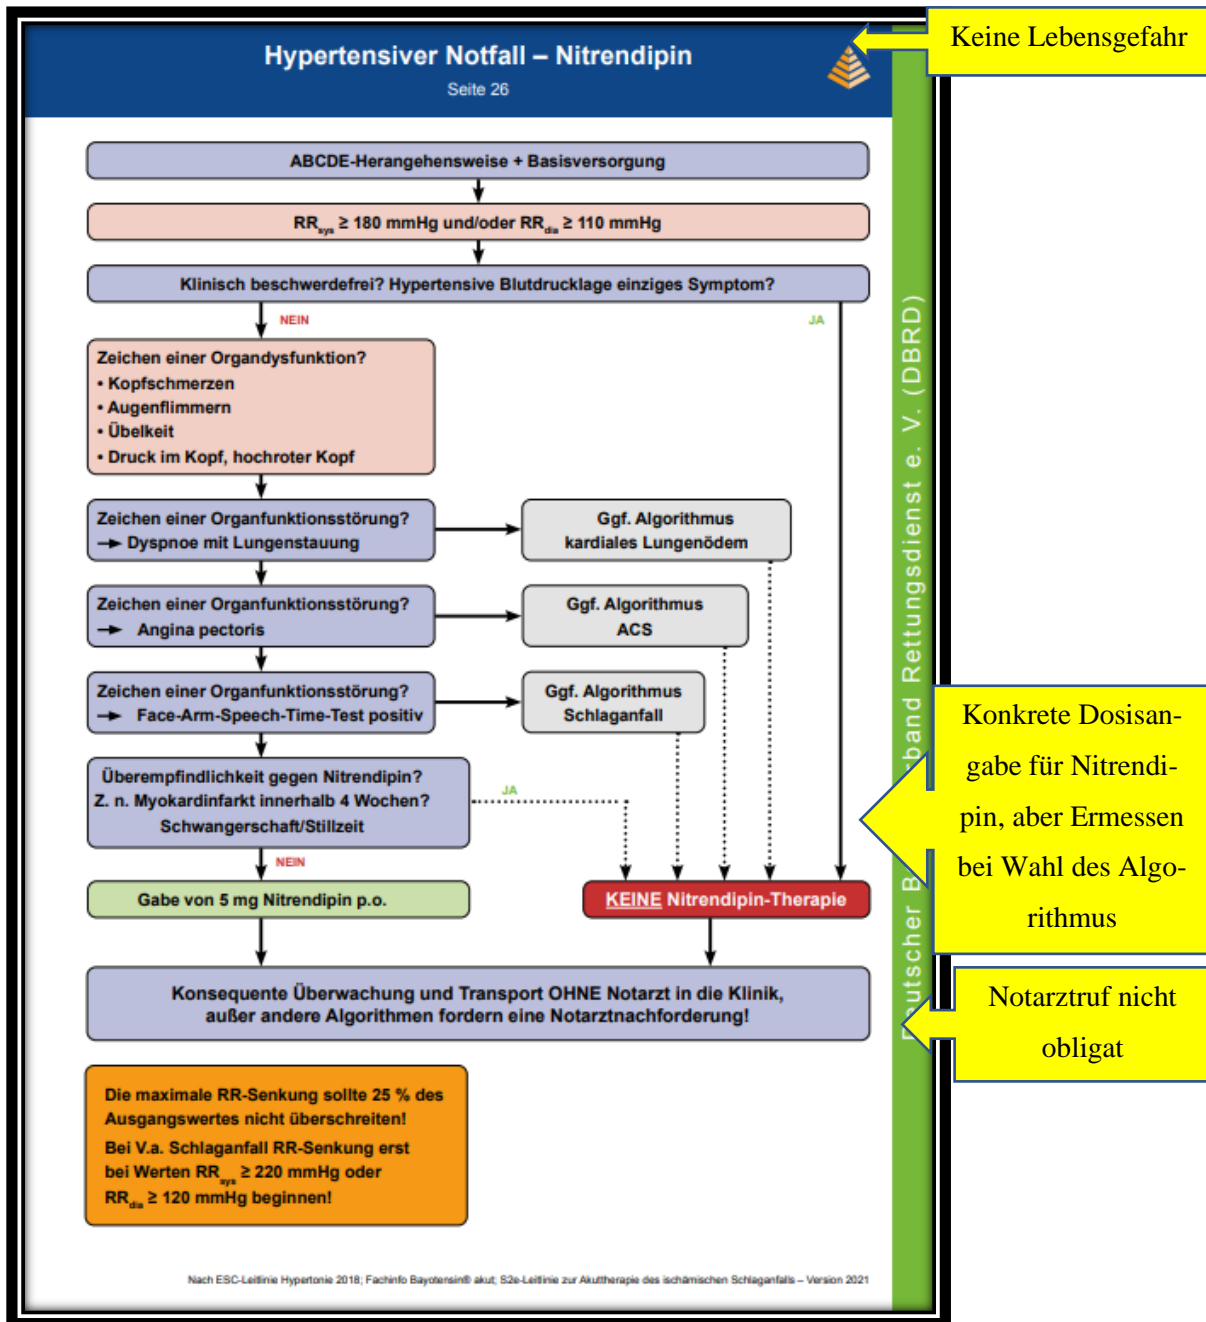 Hypertensiver Notfall – Nitrendipin
Seite 26
Keine Lebensgefahr
ABCDE-Herangehensweise + Basisversorgung
RRsys ≥ 180 mmHg und/oder RRdia ≥ 110 mmHg
Klinisch beschwerdefrei? Hypertensive Blutdrucklage einziges Symptom?
NEIN
JA
Zeichen einer Organdysfunktion?
• Kopfschmerzen
• Augenflimmern
• Übelkeit
• Druck im Kopf, hochroter Kopf
Zeichen einer Organfunktionsstörung?
→ Dyspnoe mit Lungenstauung
Ggf. Algorithmus
kardiales Lungenödem
Zeichen einer Organfunktionsstörung?
→ Angina pectoris
Ggf. Algorithmus
ACS
Zeichen einer Organfunktionsstörung?
→ Face-Arm-Speech-Time-Test positiv
Ggf. Algorithmus
Schlaganfall
Überempfindlichkeit gegen Nitrendipin?
Z. n. Myokardinfarkt innerhalb 4 Wochen?
Schwangerschaft/Stillzeit
JA
NEIN
Gabe von 5 mg Nitrendipin p.o.
KEINE Nitrendipin-Therapie
Konsequente Überwachung und Transport OHNE Notarzt in die Klinik,
außer andere Algorithmen fordern eine Notarztnachforderung!
Die maximale RR-Senkung sollte 25 % des
Ausgangswertes nicht überschreiten!
Bei V.a. Schlaganfall RR-Senkung erst
bei Werten RRsys ≥ 220 mmHg oder
RRdia ≥ 120 mmHg beginnen!
Nach ESC-Leitlinie Hypertonie 2018; Fachinfo Bayotensin® akut; S2e-Leitlinie zur Akuttherapie des ischämischen Schlaganfalls – Version 2021
Deutscher B rband Rettungsdienst e. V. (DBRD)
Konkrete Dosisan-
gabe für Nitrendi-
pin, aber Ermessen
bei Wahl des Algo-
rithmus
Notarztruf nicht
obligat